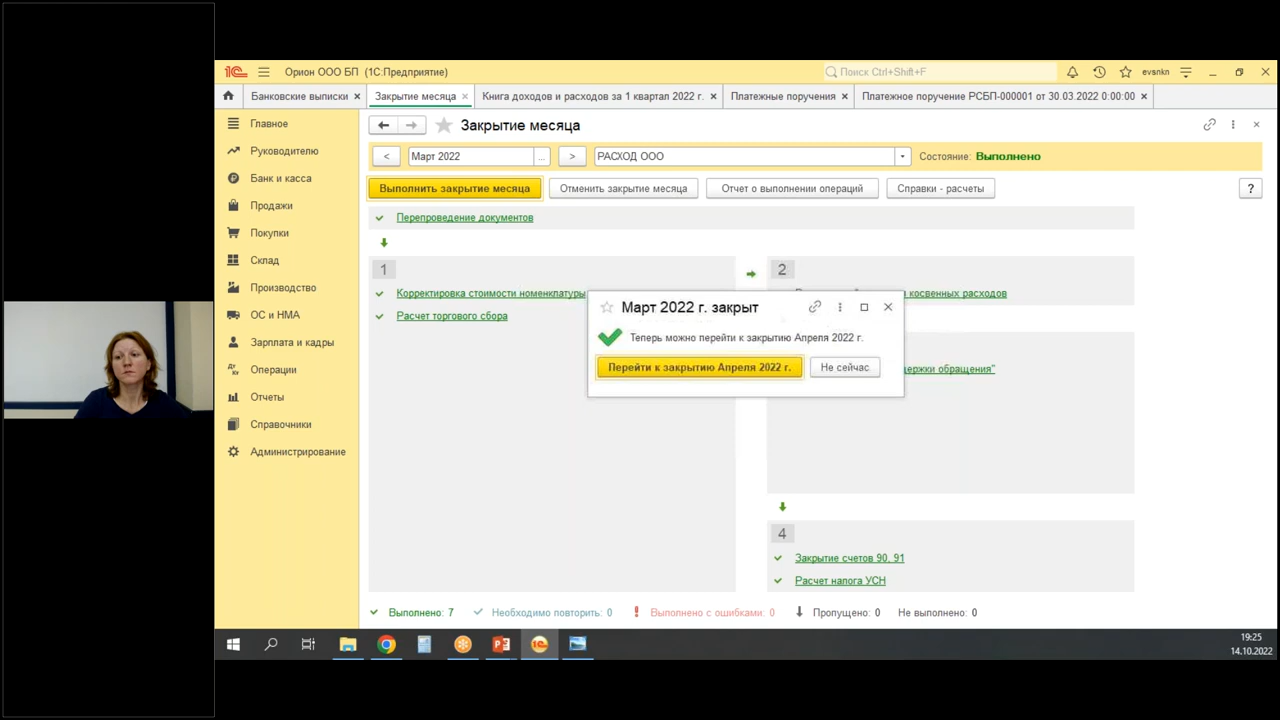 Орион ООО БП (1С:Предприятие)
Поиск Ctrl+Shift+F
evsnkn
Банковские выписки
Закрытие месяца
Книга доходов и расходов за 1 квартал 2022 г.
Платежные поручения
Платежное поручение РСБП-000001 от 30.03.2022 0:00:00
Главное
Руководителю
Банк и касса
Продажи
Покупки
Склад
Производство
ОС и НМА
Зарплата и кадры
Операции
Отчеты
Справочники
Администрирование
Закрытие месяца
< Март 2022 ... > РАСХОД ООО Состояние: Выполнено
Выполнить закрытие месяца Отменить закрытие месяца Отчет о выполнении операций Справки - расчеты ?
Перепроведение документов
1
Корректировка стоимости номенклатуры
Расчет торгового сбора
2
косвенных расходов
обращения"
Март 2022 г. закрыт
Теперь можно перейти к закрытию Апреля 2022 г.
Перейти к закрытию Апреля 2022 г. Не сейчас
4
Закрытие счетов 90, 91
Расчет налога УСН
Выполнено: 7 Необходимо повторить: 0 Выполнено с ошибками: 0 Пропущено: 0 Не выполнено: 0
19:25
14.10.2022